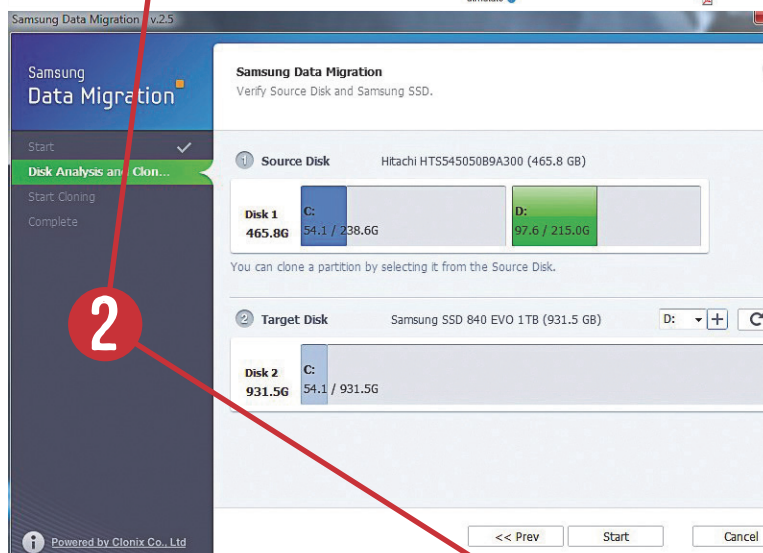 Samsung Data Migration v.2.5
Samsung
Data Migration
Start
Disk Analysis and Clon...
Start Cloning
Complete
Powered by Clonix Co., Ltd
Samsung Data Migration
Verify Source Disk and Samsung SSD.
1 Source Disk Hitachi HTS545050B9A300 (465.8 GB)
Disk 1
465.8G
C:
54.1 / 238.6G
D:
97.6 / 215.0G
You can clone a partition by selecting it from the Source Disk.
2 Target Disk Samsung SSD 840 EVO 1TB (931.5 GB) D: +
Disk 2
931.5G
C:
54.1 / 931.5G
<< Prev Start Cancel
2